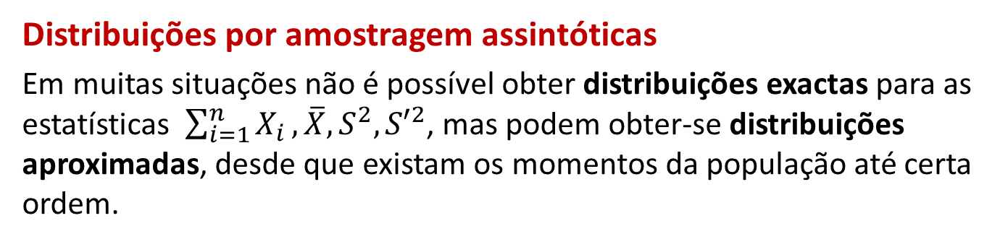 Distribuições por amostragem assintóticas
Em muitas situações não é possível obter distribuições exactas para as
estatísticas $\sum_{i=1}^{n} X_i , \bar{X}, S^2, S'^2$, mas podem obter-se distribuições
aproximadas, desde que existam os momentos da população até certa
ordem.